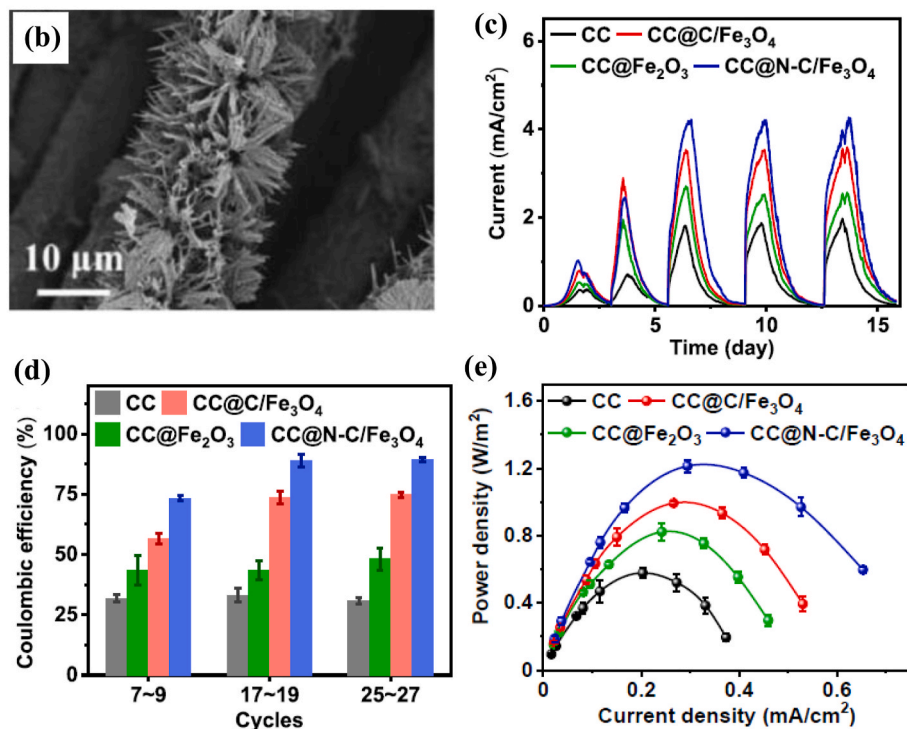 (b)
10 µm
(c)
CC CC@C/Fe₃O₄
CC@Fe₂O₃ CC@N-C/Fe₃O₄
6
4
2
0
Current (mA/cm²)
0 5 10 15
Time (day)
(d)
CC CC@C/Fe₃O₄
CC@Fe₂O₃ CC@N-C/Fe₃O₄
100
75
50
25
0
Coulombic efficiency (%)
7~9 17~19 25~27
Cycles
(e)
CC CC@C/Fe₃O₄
CC@Fe₂O₃ CC@N-C/Fe₃O₄
1.6
1.2
0.8
0.4
0
Power density (W/m²)
0 0.2 0.4 0.6
Current density (mA/cm²)